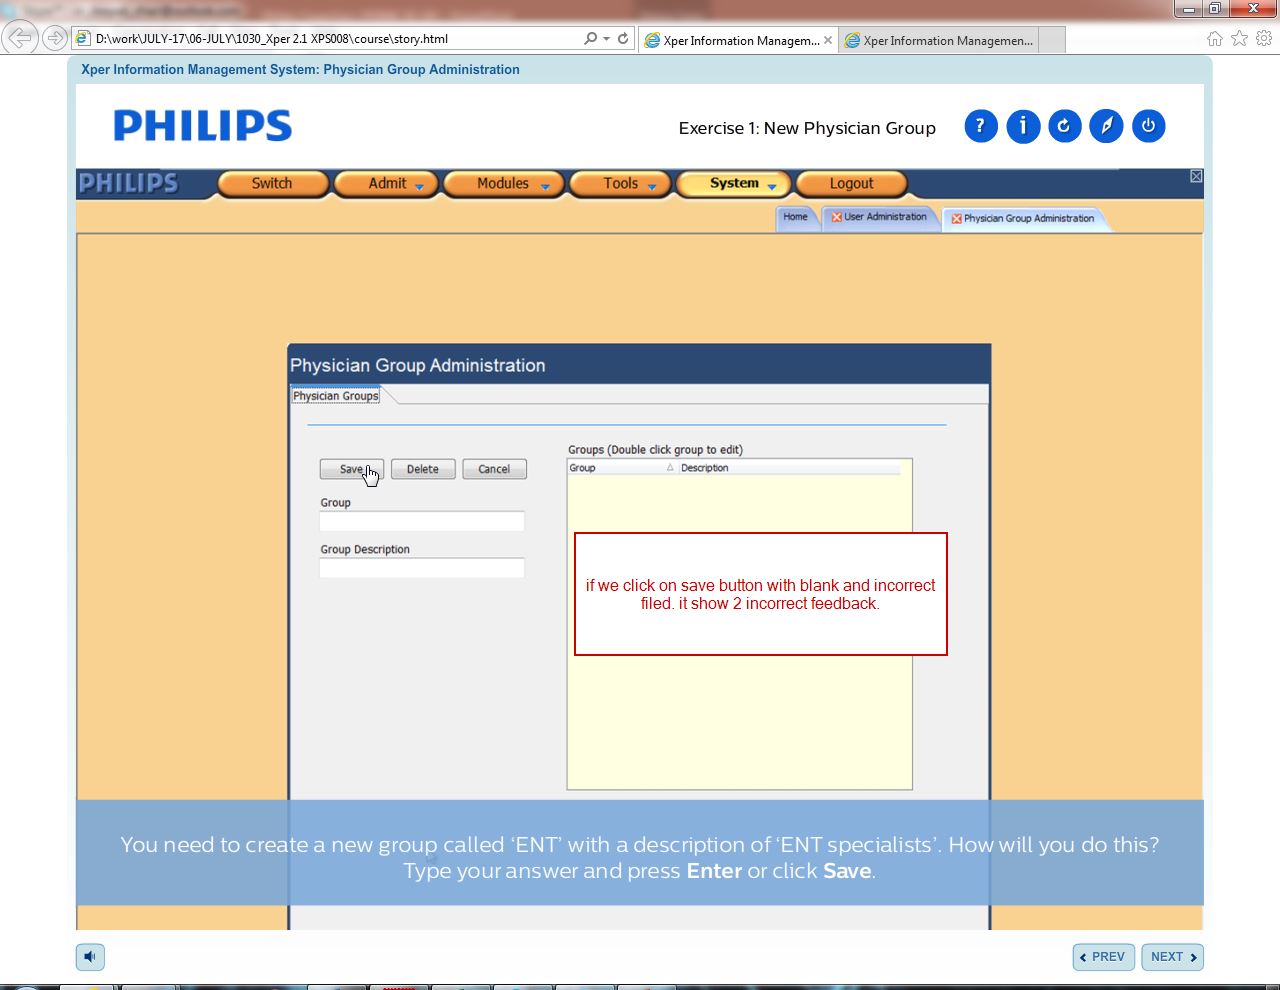 D:\work\JULY-17\06-JULY\1030_Xper 2.1 XPS008\course\story.html
Xper Information Managem...
Xper Information Managemen...
Xper Information Management System: Physician Group Administration
PHILIPS
Exercise 1: New Physician Group
PHILIPS
Switch
Admit
Modules
Tools
System
Logout
Home
User Administration
Physician Group Administration
Physician Group Administration
Physician Groups
Save
Delete
Cancel
Groups (Double click group to edit)
Group
Description
Group
Group Description
if we click on save button with blank and incorrect
filed. it show 2 incorrect feedback.
You need to create a new group called ‘ENT’ with a description of ‘ENT specialists’. How will you do this?
Type your answer and press Enter or click Save.
PREV
NEXT